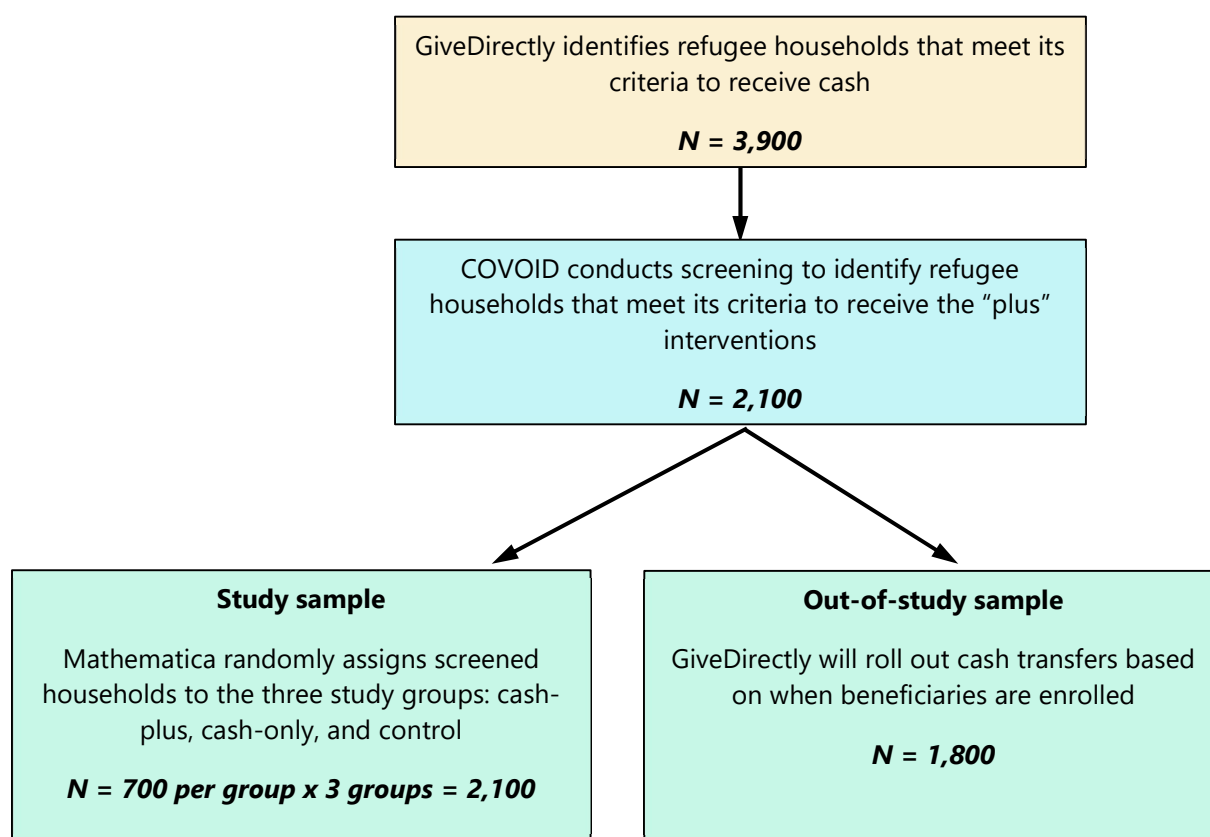 GiveDirectly identifies refugee households that meet its
criteria to receive cash
N = 3,900
COVOID conducts screening to identify refugee
households that meet its criteria to receive the “plus”
interventions
N = 2,100
Study sample
Mathematica randomly assigns screened
households to the three study groups: cash-
plus, cash-only, and control
N = 700 per group x 3 groups = 2,100
Out-of-study sample
GiveDirectly will roll out cash transfers based
on when beneficiaries are enrolled
N = 1,800